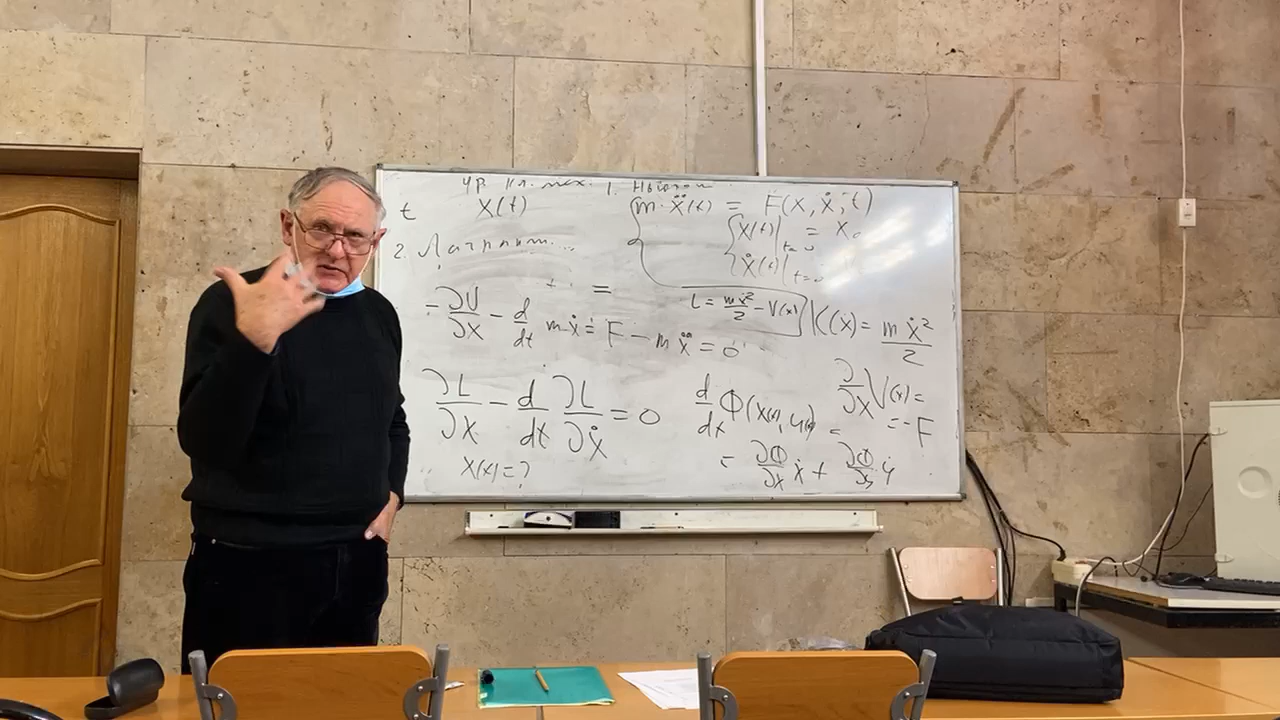 ур. кл. мех. 1. Ньютон
t   X(t)   m·Ẍ(t) = F(X, Ẋ, t)
X(t)|t=0 = X₀
Ẋ(t)|t=0
2. Лагранж...
L = mẋ²/2 − V(x)
K(ẋ) = mẋ²/2
− ∂U/∂X − d/dt mẋ = F − mẍ = 0
∂L/∂X − d/dt ∂L/∂Ẋ = 0
X(t) = ?
∂/∂X V(x) = = −F
d/dt Φ(X(t), y(t)) =
= ∂Φ/∂X ẋ + ∂Φ/∂y ẏ